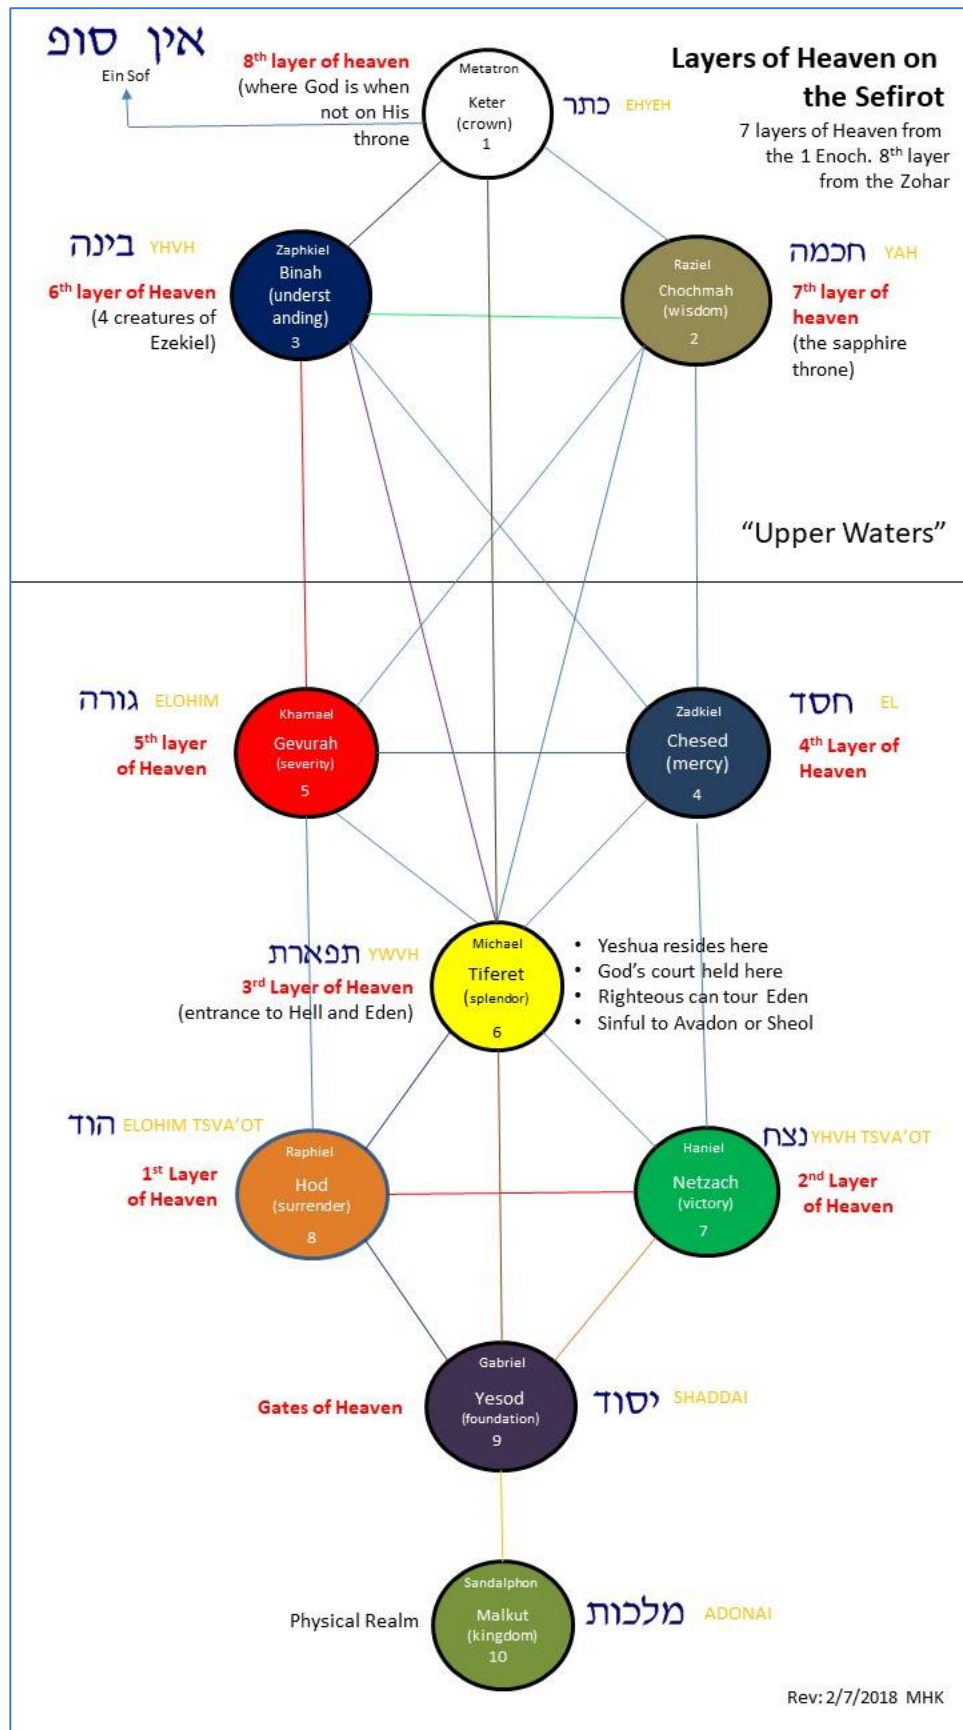 אין סופ
Ein Sof
8th layer of heaven
(where God is when
not on His
throne
Metatron
Keter
(crown)
1
כתר EHYEH
Layers of Heaven on
the Sefirot
7 layers of Heaven from
the 1 Enoch. 8th layer
from the Zohar
בינה YHVH
6th layer of Heaven
(4 creatures of
Ezekiel)
Zaphkiel
Binah
(underst
anding)
3
Raziel
Chochmah
(wisdom)
2
חכמה YAH
7th layer of
heaven
(the sapphire
throne)
“Upper Waters”
גורה ELOHIM
5th layer
of Heaven
Khamael
Gevurah
(severity)
5
Zadkiel
Chesed
(mercy)
4
חסד EL
4th Layer of
Heaven
תפארת YWVH
3rd Layer of Heaven
(entrance to Hell and Eden)
Michael
Tiferet
(splendor)
6
• Yeshua resides here
• God’s court held here
• Righteous can tour Eden
• Sinful to Avadon or Sheol
הוד ELOHIM TSVA’OT
1st Layer
of Heaven
Raphiel
Hod
(surrender)
8
Haniel
Netzach
(victory)
7
נצח YHVH TSVA’OT
2nd Layer
of Heaven
Gates of Heaven
Gabriel
Yesod
(foundation)
9
יסוד SHADDAI
Physical Realm
Sandalphon
Malkut
(kingdom)
10
מלכות ADONAI
Rev: 2/7/2018 MHK